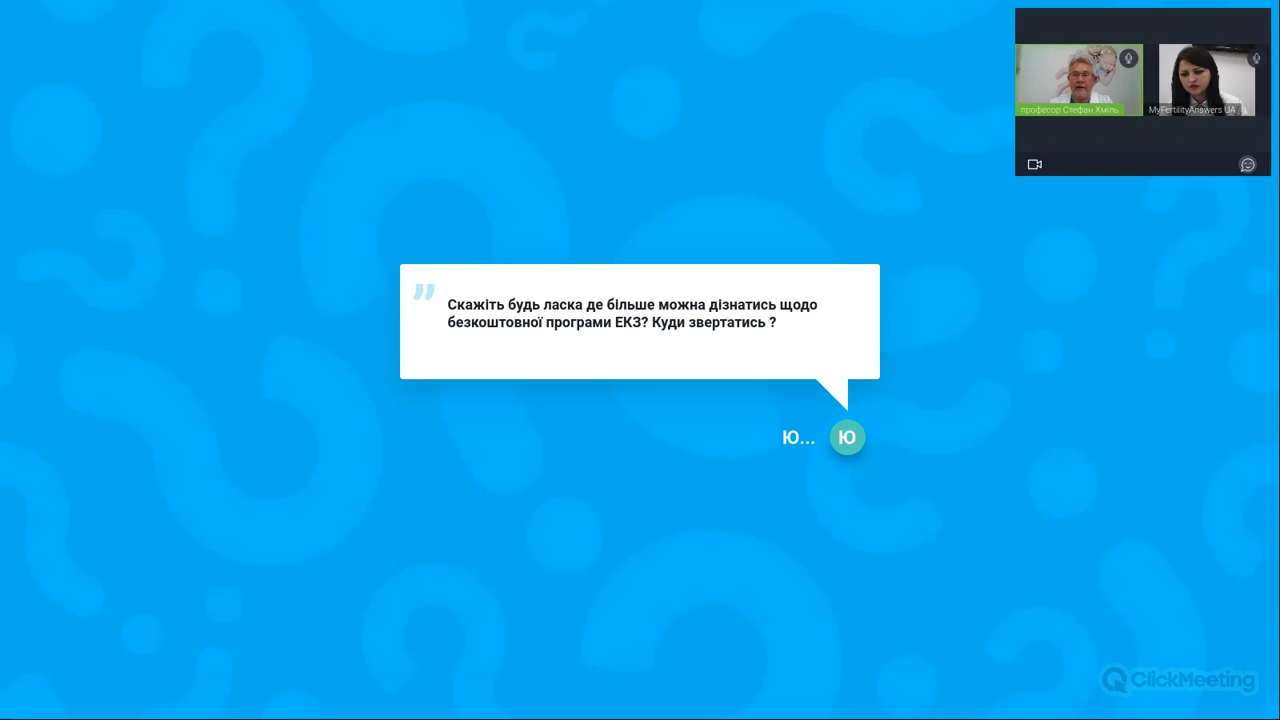 професор Стефан Хміль
MyFertilityAnswers UA
Скажіть будь ласка де більше можна дізнатись щодо
безкоштовної програми ЕКЗ? Куди звертатись ?
Ю...
Ю
ClickMeeting